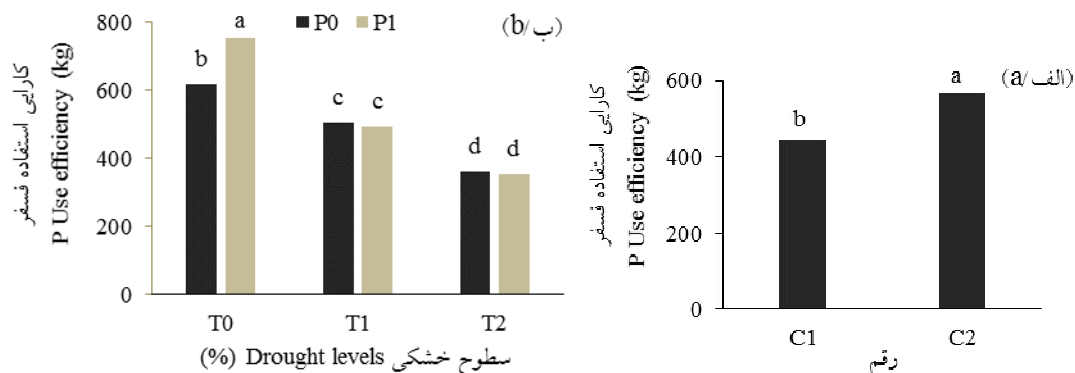 (ب/b)
P0 P1
کارایی استفاده فسفر
P Use efficiency (kg)
800
600
400
200
0
b a
c c
d d
T0 T1 T2
سطوح خشکی Drought levels (%)
(الف/a)
کارایی استفاده فسفر
P Use efficiency (kg)
600
400
200
0
b a
C1 C2
رقم